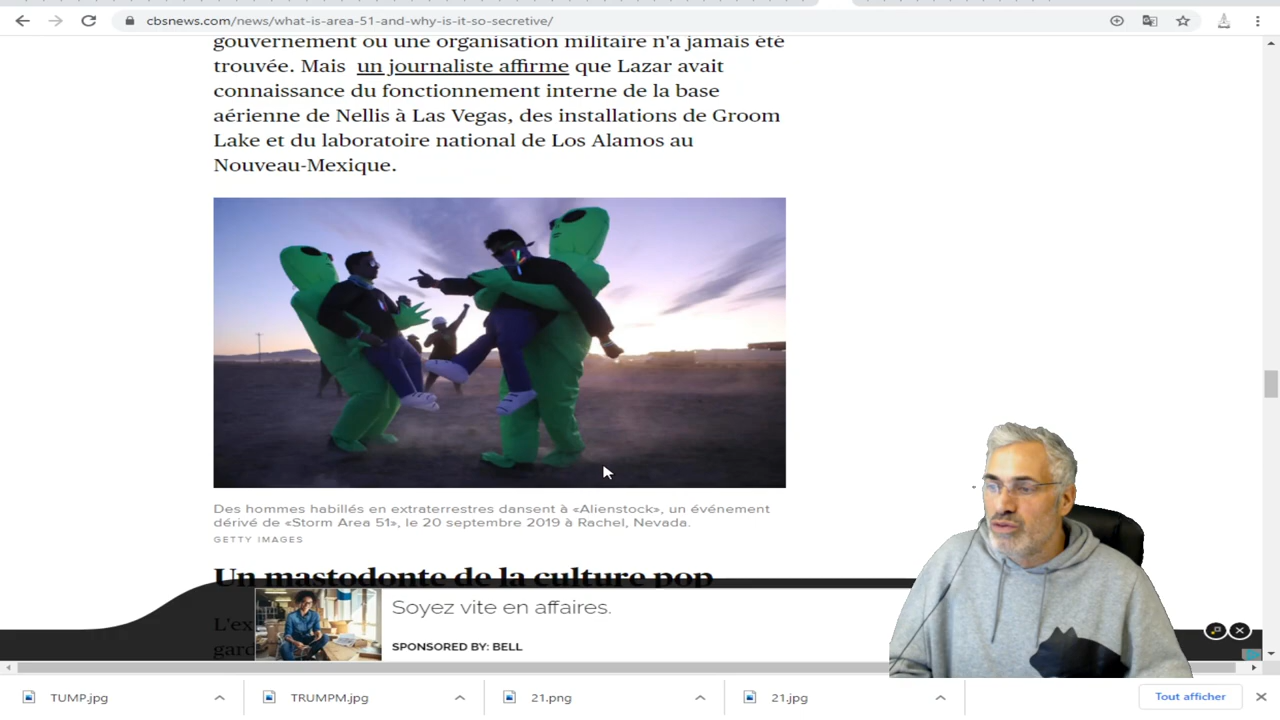 cbsnews.com/news/what-is-area-51-and-why-is-it-so-secretive/
gouvernement ou une organisation militaire n'a jamais été
trouvée. Mais un journaliste affirme que Lazar avait
connaissance du fonctionnement interne de la base
aérienne de Nellis à Las Vegas, des installations de Groom
Lake et du laboratoire national de Los Alamos au
Nouveau-Mexique.
Des hommes habillés en extraterrestres dansent à «Alienstock», un événement
dérivé de «Storm Area 51», le 20 septembre 2019 à Rachel, Nevada.
GETTY IMAGES
Un mastodonte de la culture pop
L'ex
gard
Soyez vite en affaires.
SPONSORED BY: BELL
TUMP.jpg
TRUMPM.jpg
21.png
21.jpg
Tout afficher